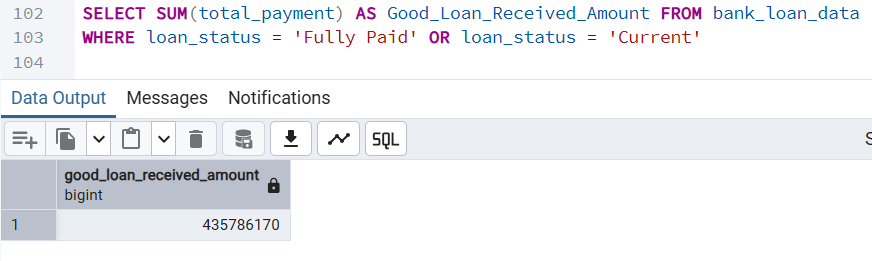 102 SELECT SUM(total_payment) AS Good_Loan_Received_Amount FROM bank_loan_data
103 WHERE loan_status = 'Fully Paid' OR loan_status = 'Current'
104
Data Output Messages Notifications
SQL S
good_loan_received_amount
bigint
1 435786170